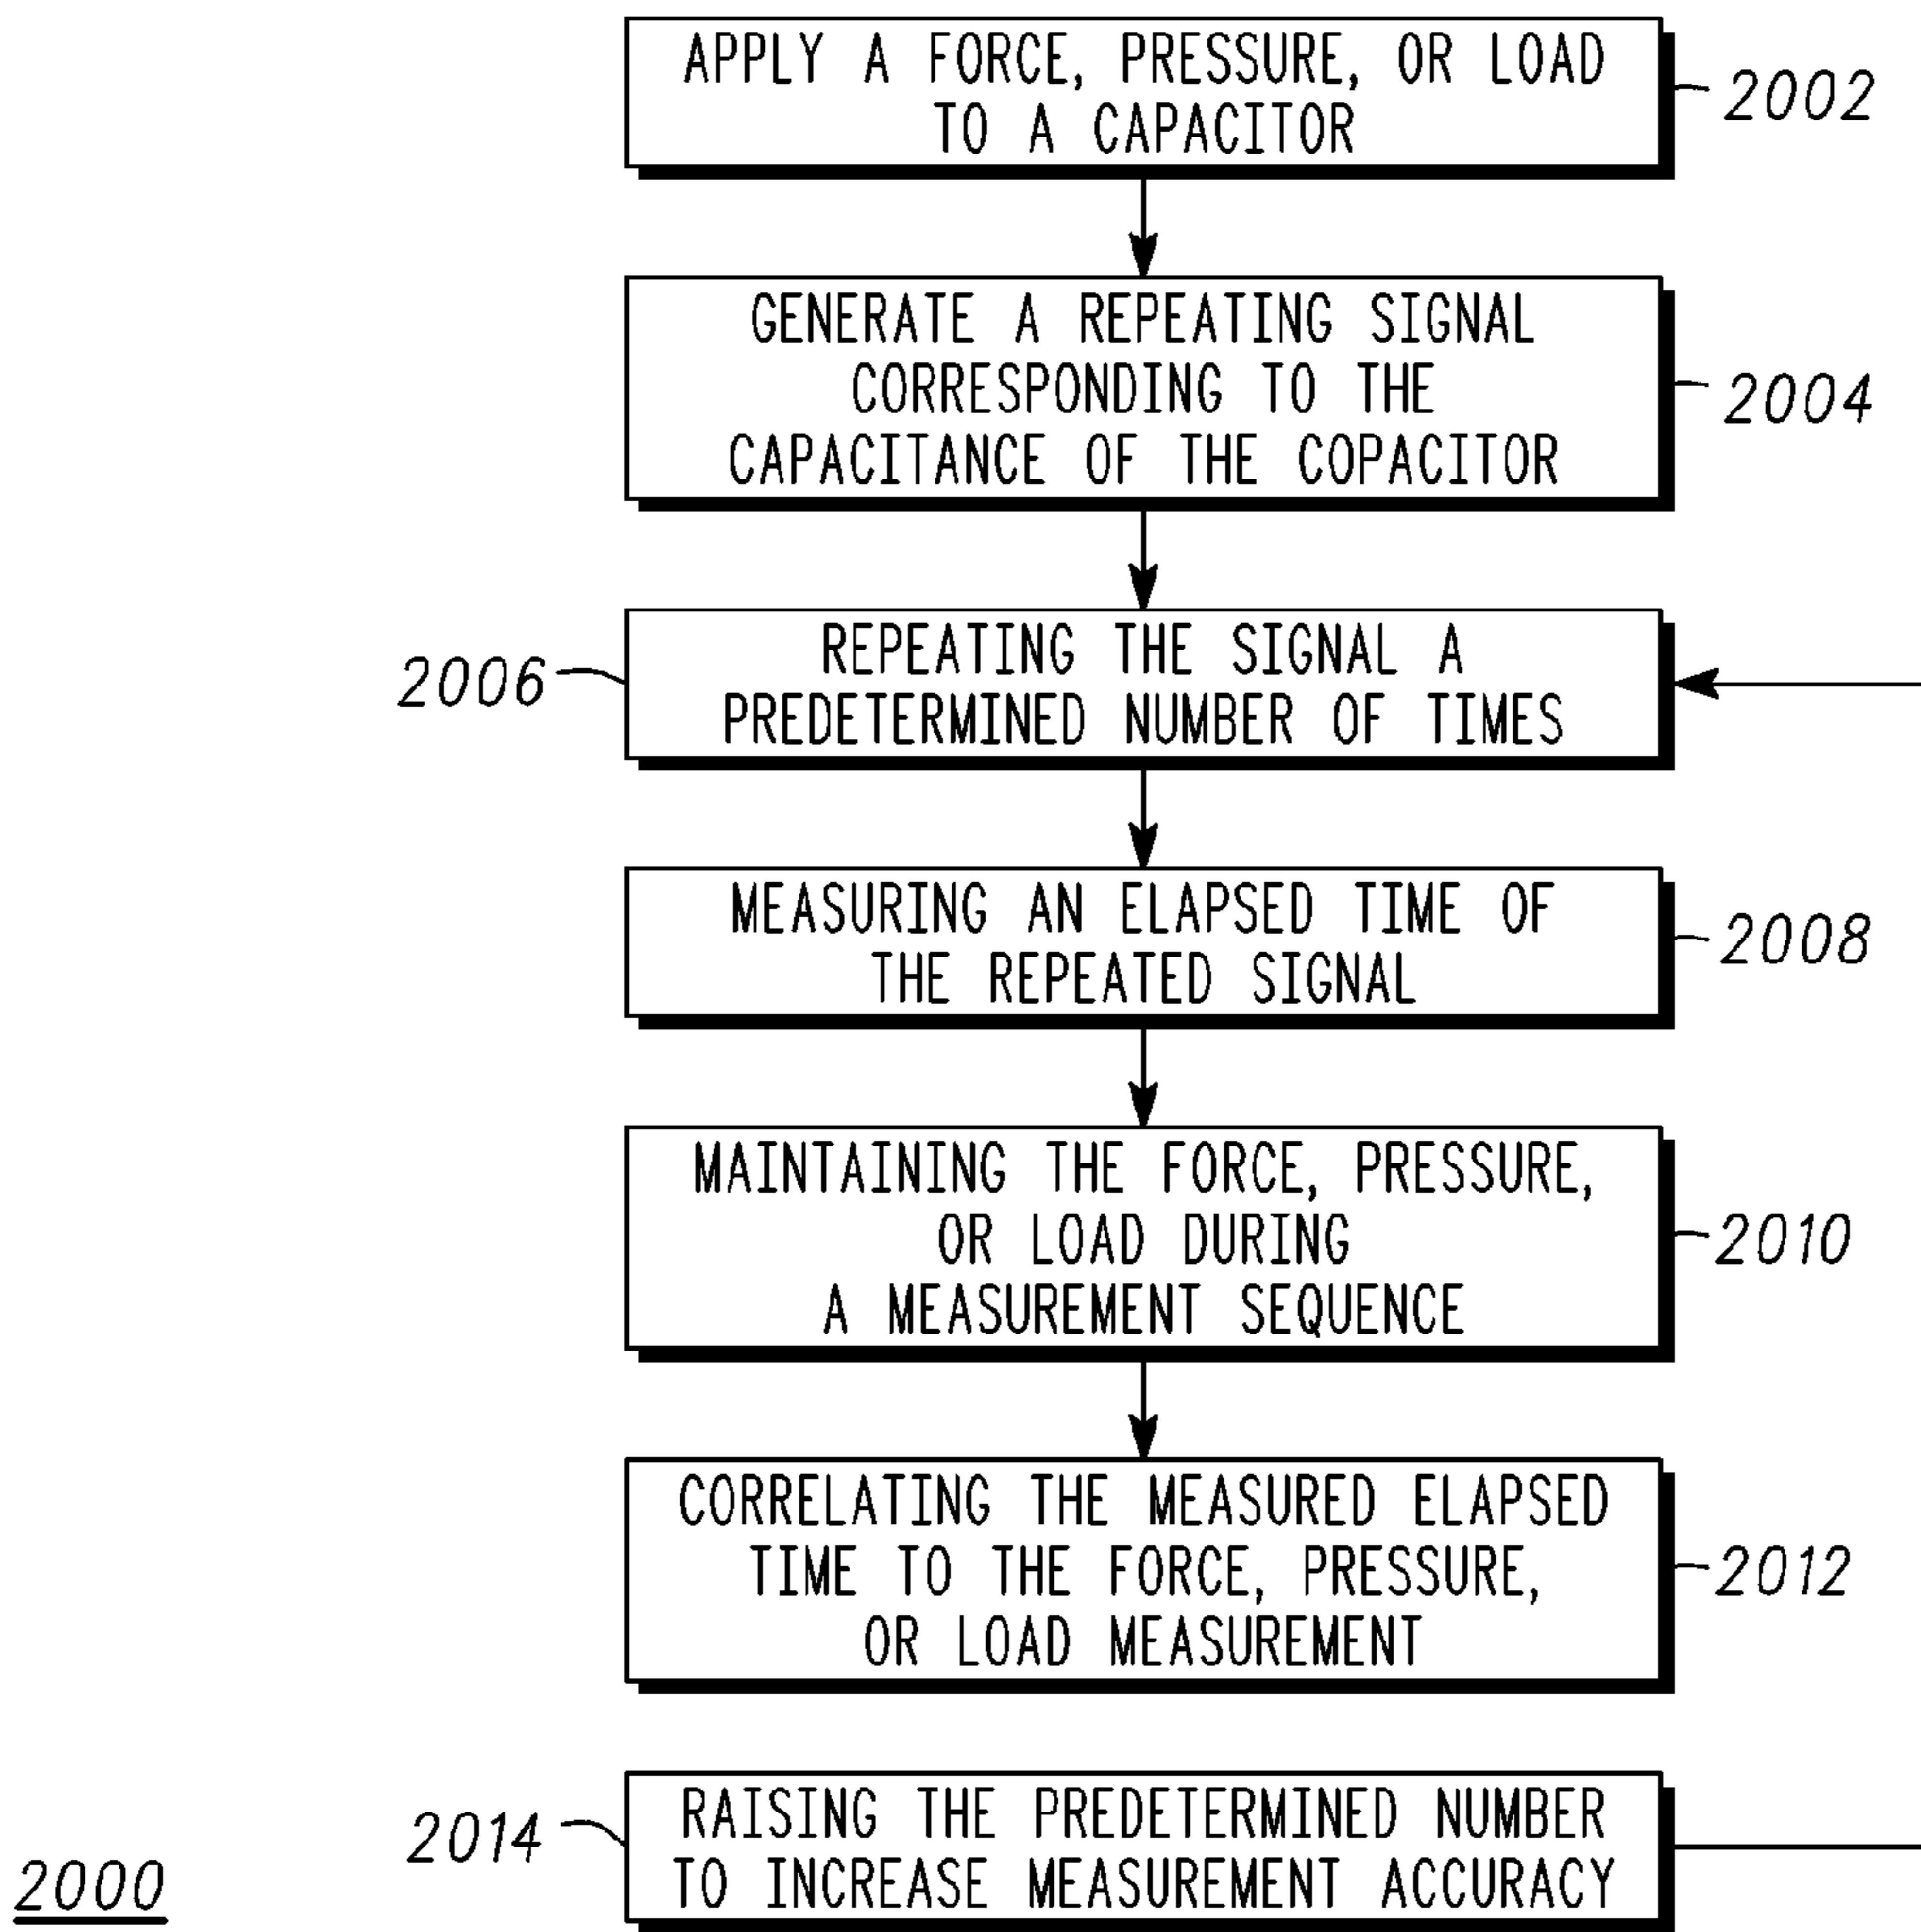 APPLY A FORCE, PRESSURE, OR LOAD
TO A CAPACITOR
2002
GENERATE A REPEATING SIGNAL
CORRESPONDING TO THE
CAPACITANCE OF THE COPACITOR
2004
REPEATING THE SIGNAL A
PREDETERMINED NUMBER OF TIMES
2006
MEASURING AN ELAPSED TIME OF
THE REPEATED SIGNAL
2008
MAINTAINING THE FORCE, PRESSURE,
OR LOAD DURING
A MEASUREMENT SEQUENCE
2010
CORRELATING THE MEASURED ELAPSED
TIME TO THE FORCE, PRESSURE,
OR LOAD MEASUREMENT
2012
RAISING THE PREDETERMINED NUMBER
TO INCREASE MEASUREMENT ACCURACY
2014
2000